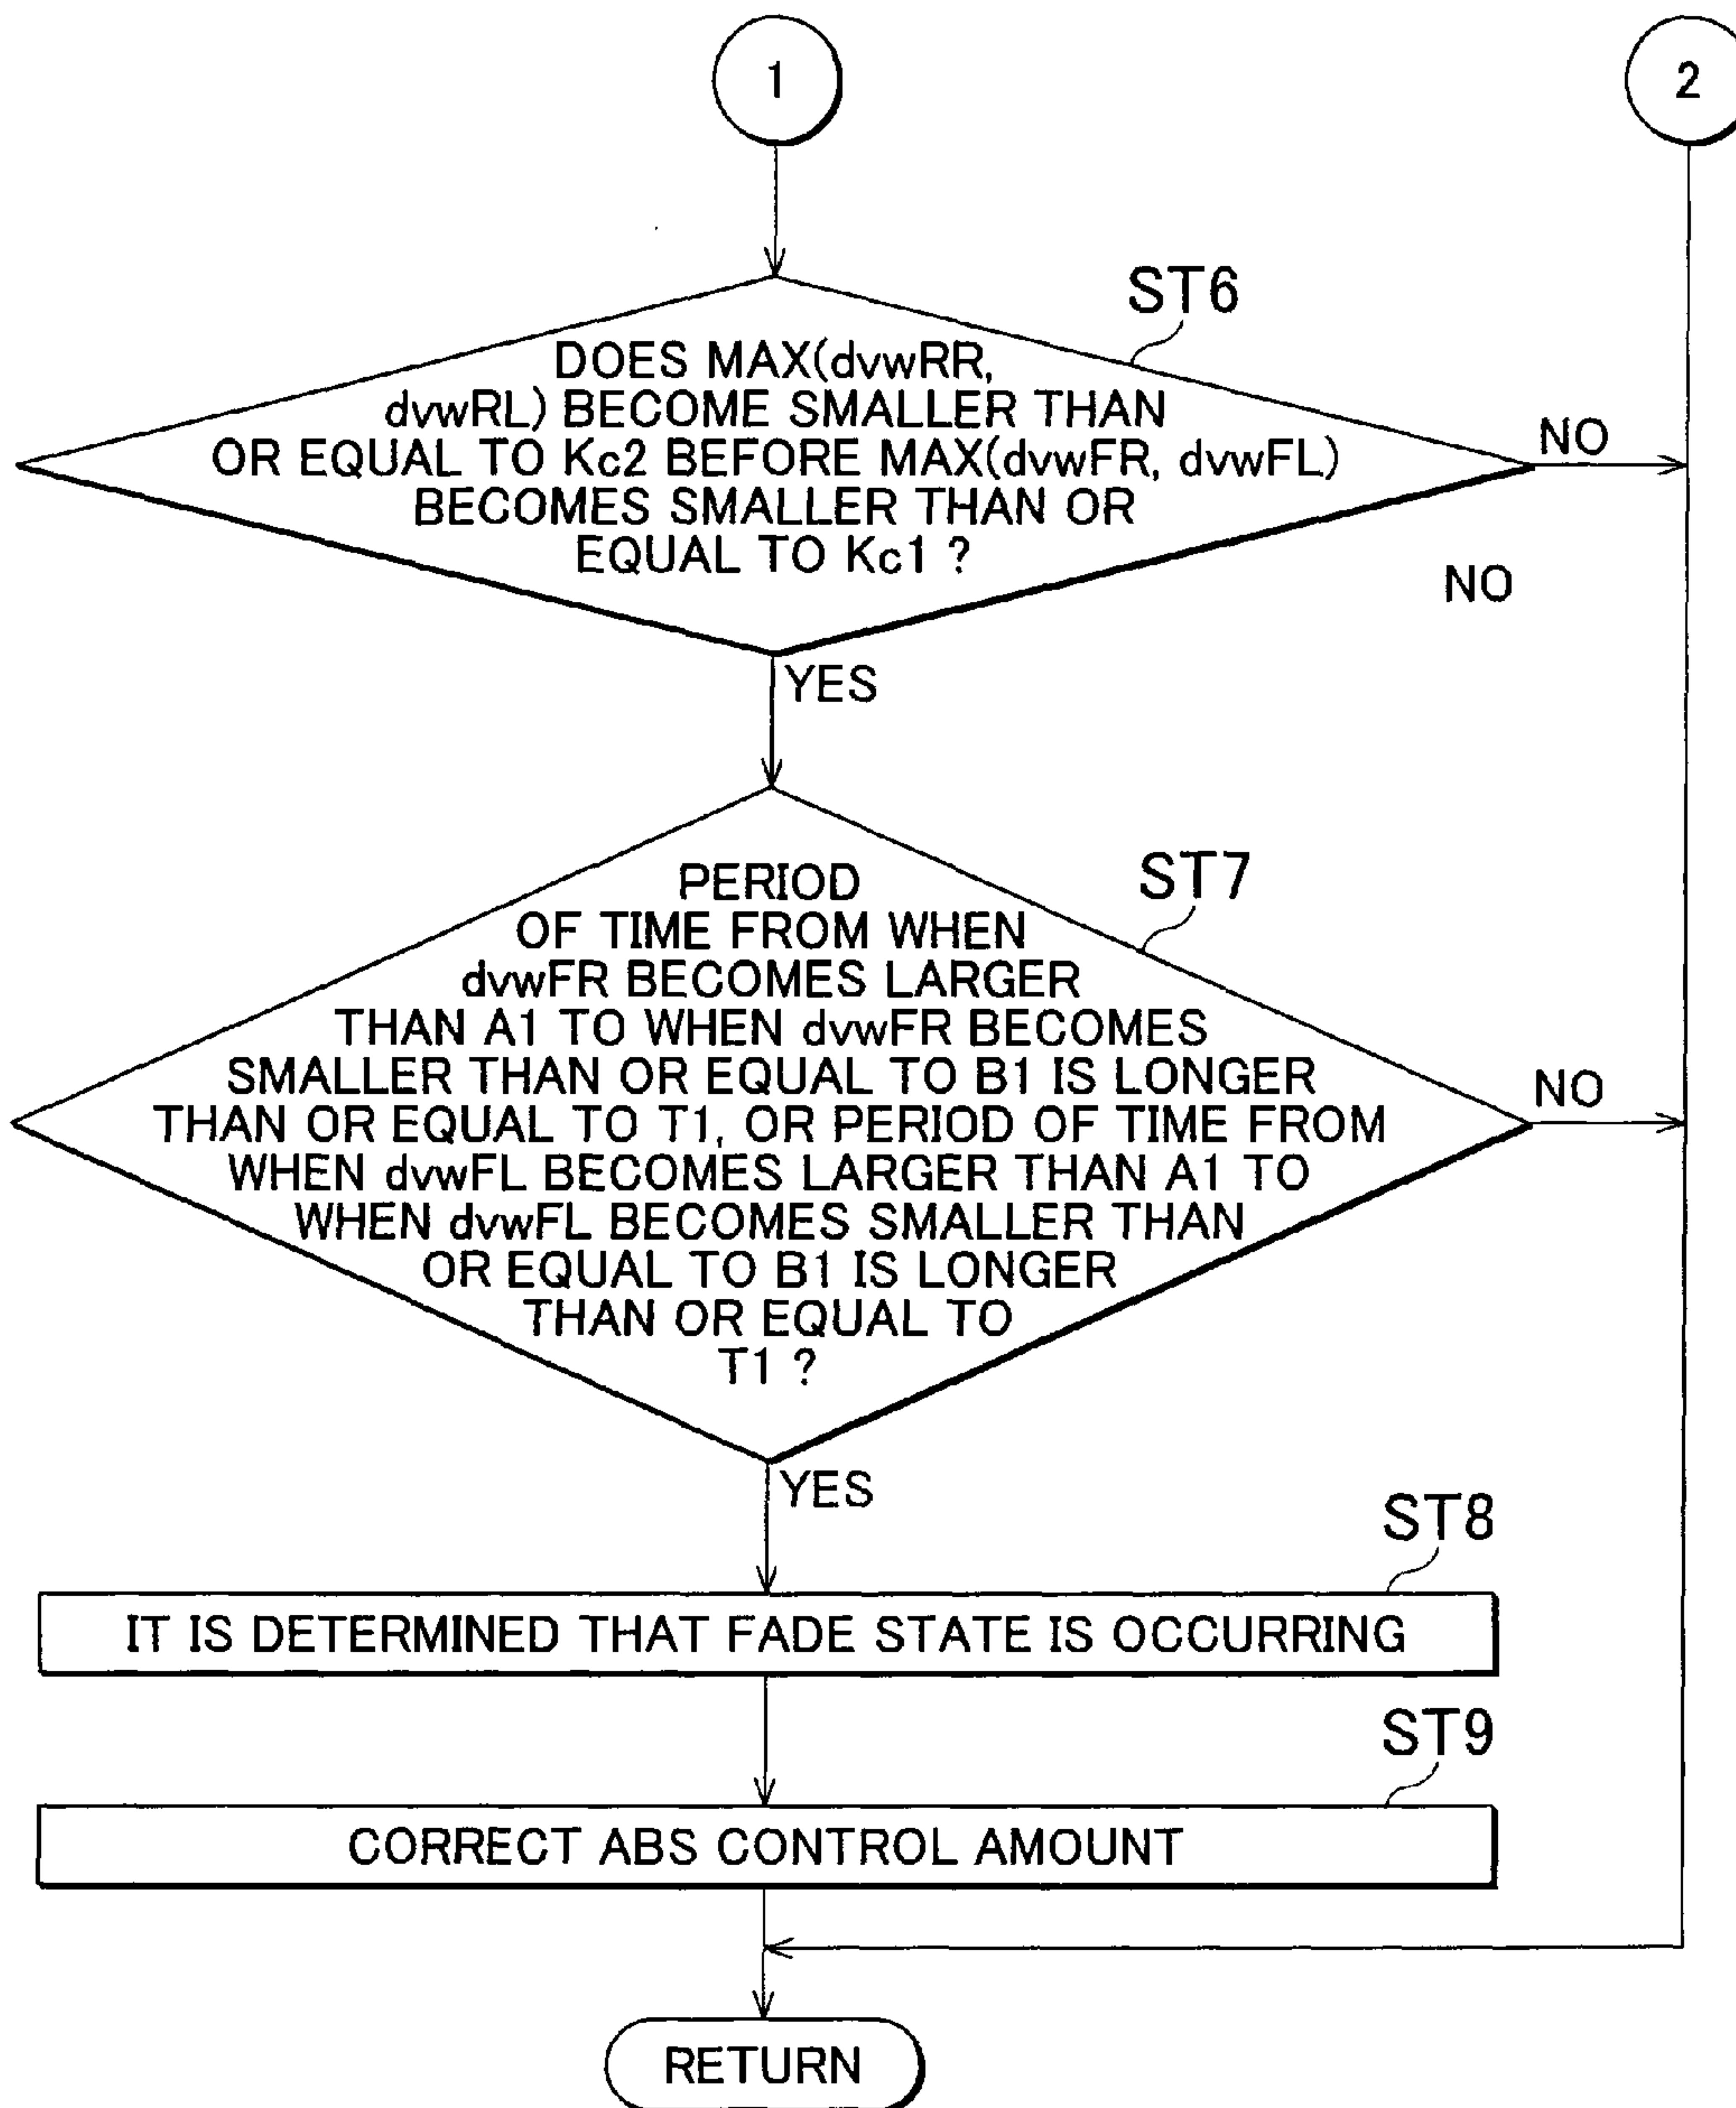 1
2
ST6
DOES MAX(dvwRR,
dvwRL) BECOME SMALLER THAN
OR EQUAL TO Kc2 BEFORE MAX(dvwFR, dvwFL)
BECOMES SMALLER THAN OR
EQUAL TO Kc1 ?
NO
NO
YES
ST7
PERIOD
OF TIME FROM WHEN
dvwFR BECOMES LARGER
THAN A1 TO WHEN dvwFR BECOMES
SMALLER THAN OR EQUAL TO B1 IS LONGER
THAN OR EQUAL TO T1, OR PERIOD OF TIME FROM
WHEN dvwFL BECOMES LARGER THAN A1 TO
WHEN dvwFL BECOMES SMALLER THAN
OR EQUAL TO B1 IS LONGER
THAN OR EQUAL TO
T1 ?
NO
YES
ST8
IT IS DETERMINED THAT FADE STATE IS OCCURRING
ST9
CORRECT ABS CONTROL AMOUNT
RETURN